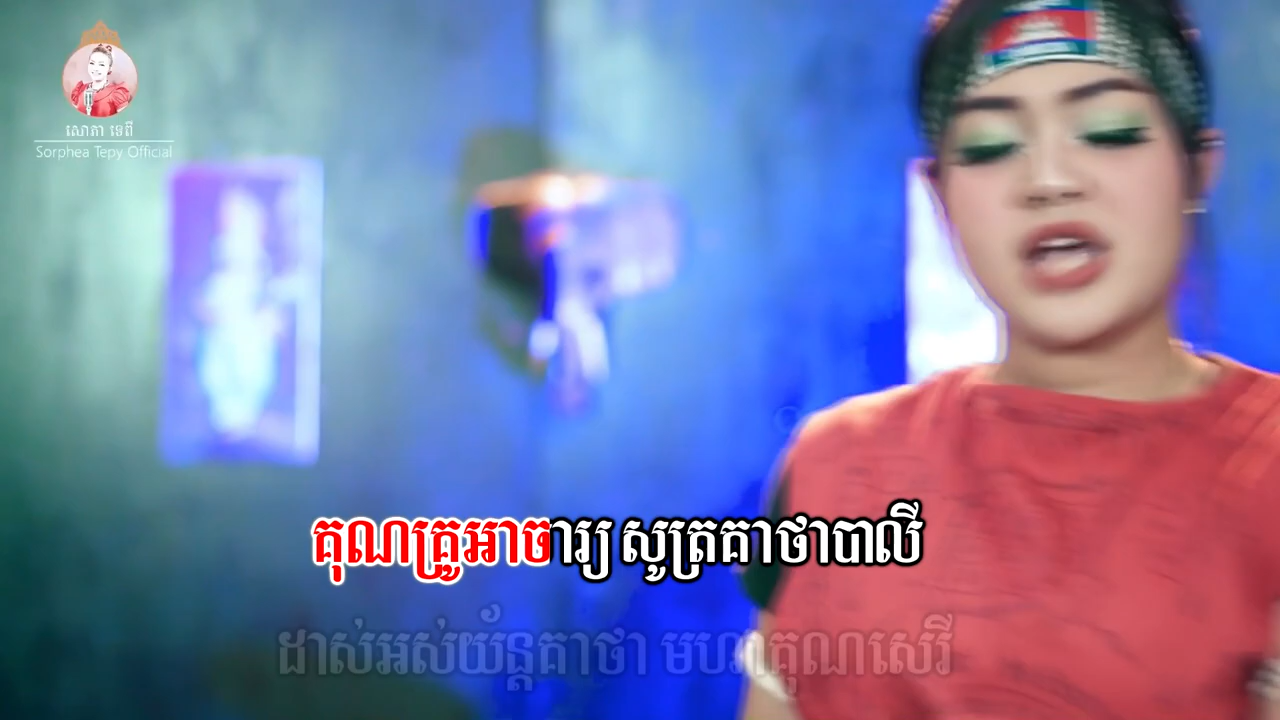 សោភា ទេពី
Sorphea Tepy Official
គុណគ្រូអាចារ្យ សូត្រគាថាបាលី
ដាស់អស់យ័ន្តគាថា មហាគុណសេរី